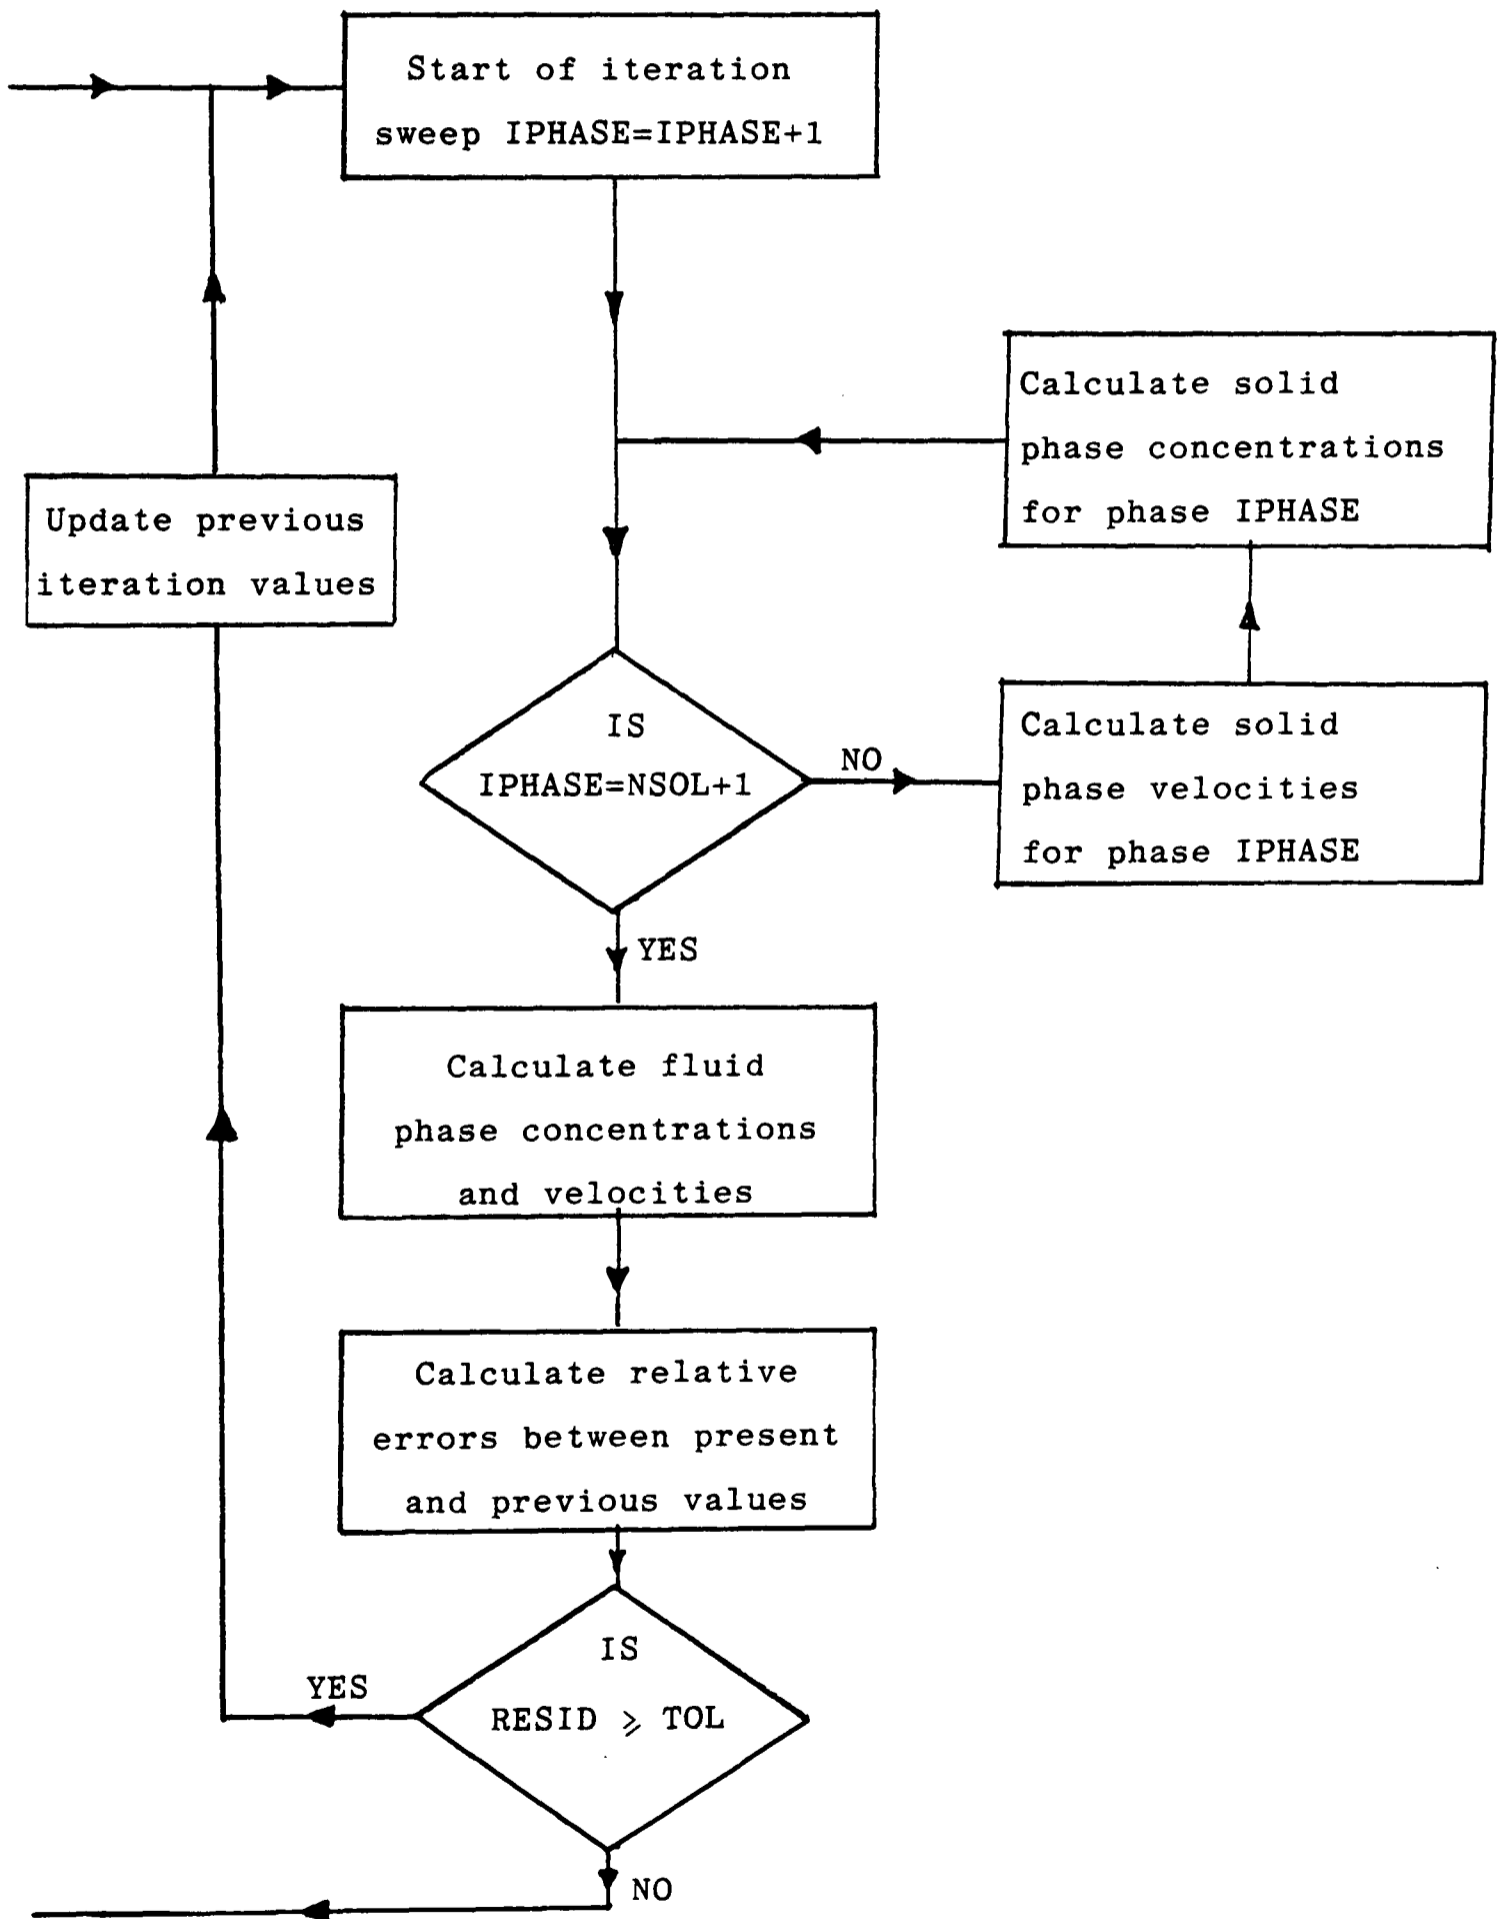 Start of iteration
sweep IPHASE=IPHASE+1
Calculate solid
phase concentrations
for phase IPHASE
Update previous
iteration values
IS
IPHASE=NSOL+1
NO
Calculate solid
phase velocities
for phase IPHASE
YES
Calculate fluid
phase concentrations
and velocities
Calculate relative
errors between present
and previous values
IS
RESID ⩾ TOL
YES
NO